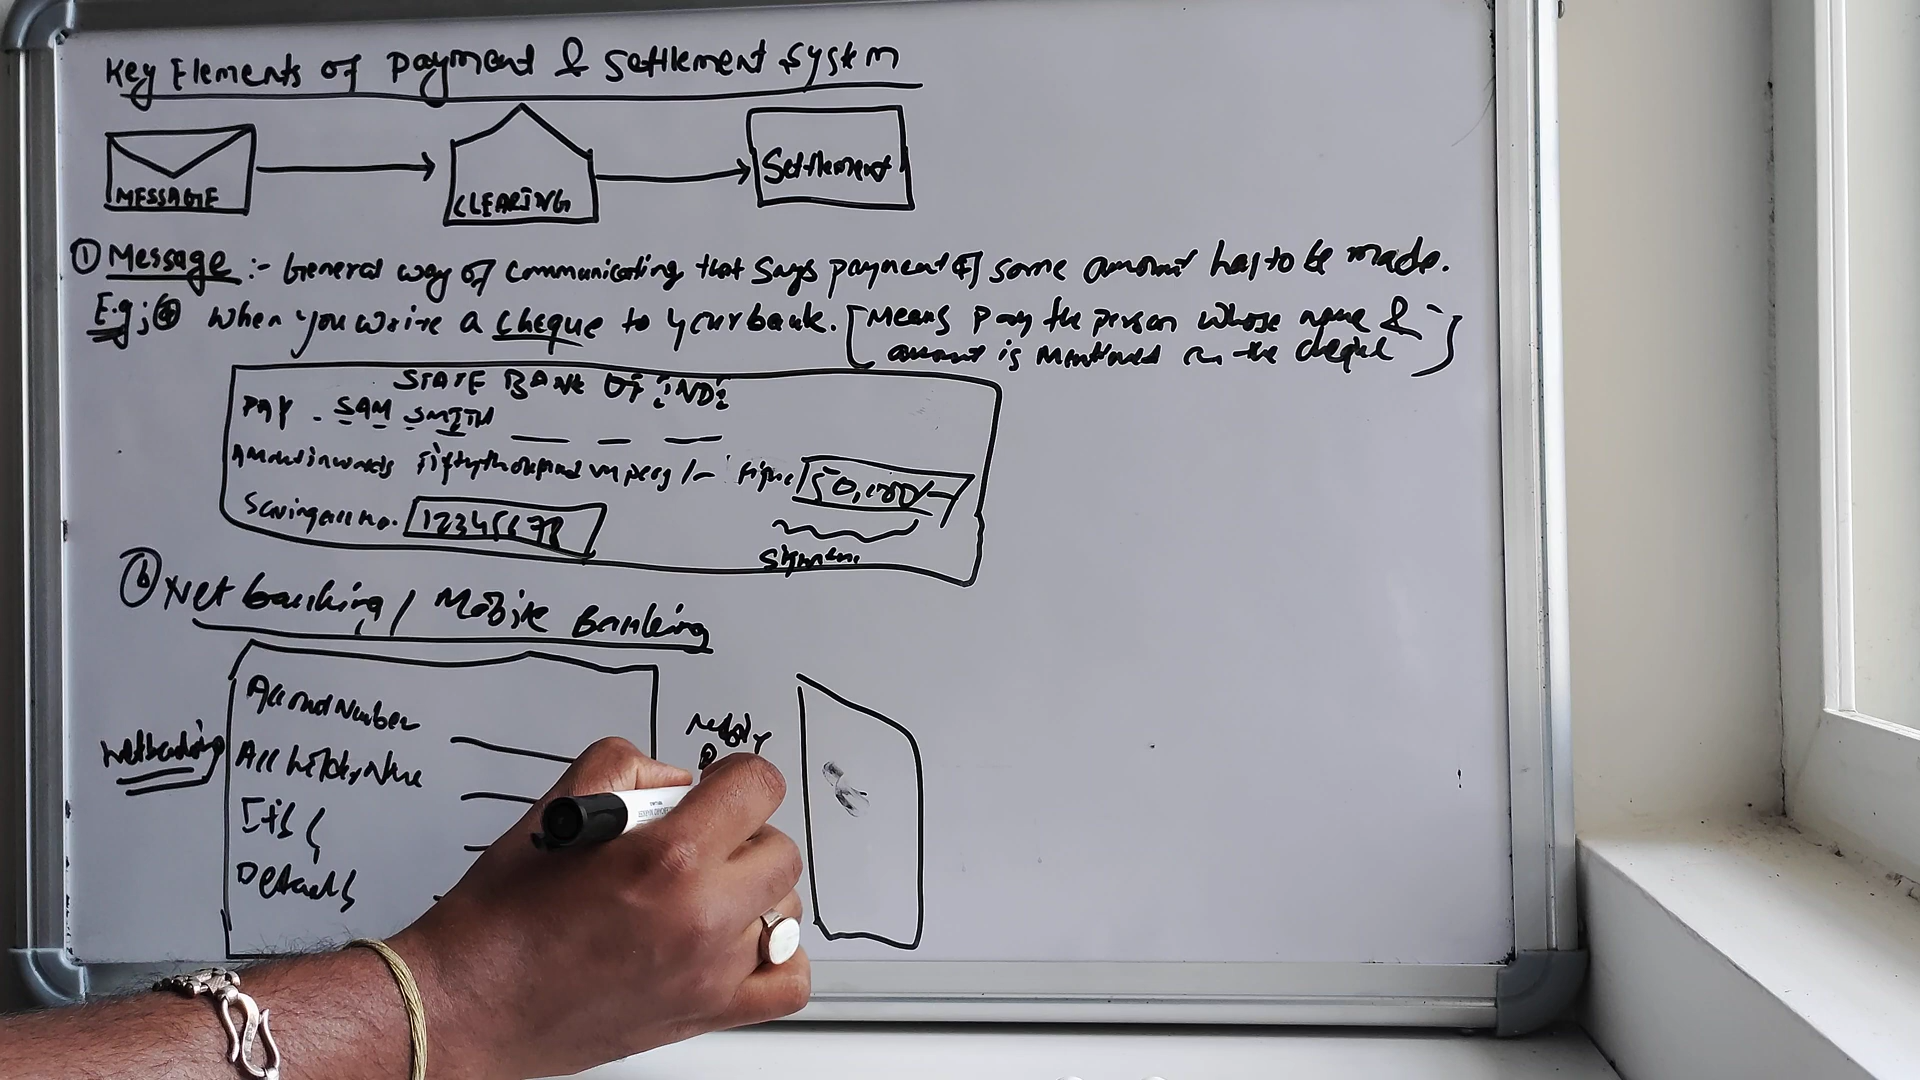 Key Elements of Payment & Settlement System
MESSAGE
CLEARING
Settlement
① Message :- General way of communicating that says payment of some amount has to be made.
E.g; ⓐ When you write a cheque to your bank. [Means Pay the person whose name &
amount is mentioned on the cheque]
STATE BANK OF INDI
PAY - SAM SMITH
Amount in words Fifty thousand rupees /- figure 50,000/-
Saving acc no. 12345678
ⓑ Net banking / Mobile Banking
Account Number
Netbanking
Acc holder Name
Details